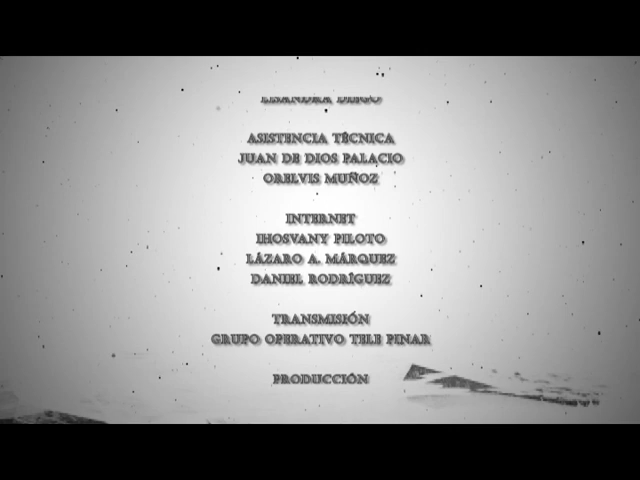 ASISTENCIA TÉCNICA
JUAN DE DIOS PALACIO
ORELVIS MUÑOZ
INTERNET
IHOSVANY PILOTO
LÁZARO A. MÁRQUEZ
DANIEL RODRÍGUEZ
TRANSMISIÓN
GRUPO OPERATIVO TELE PINAR
PRODUCCIÓN